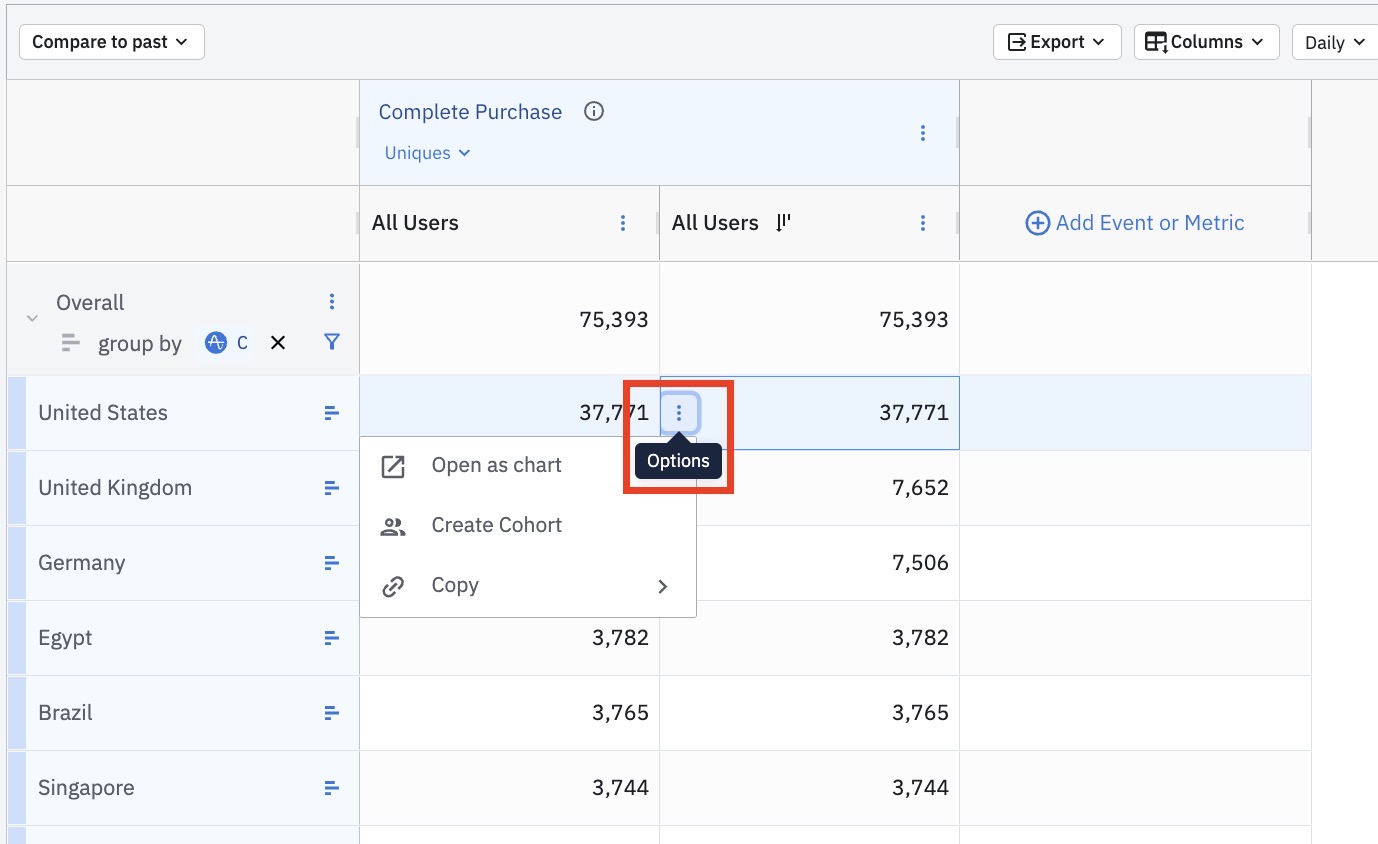 Compare to past
Export
Columns
Daily
Complete Purchase
Uniques
All Users
All Users
Add Event or Metric
Overall
group by C
75,393
75,393
United States
37,771
37,771
Options
Open as chart
Create Cohort
Copy
United Kingdom
7,652
Germany
7,506
Egypt
3,782
3,782
Brazil
3,765
3,765
Singapore
3,744
3,744